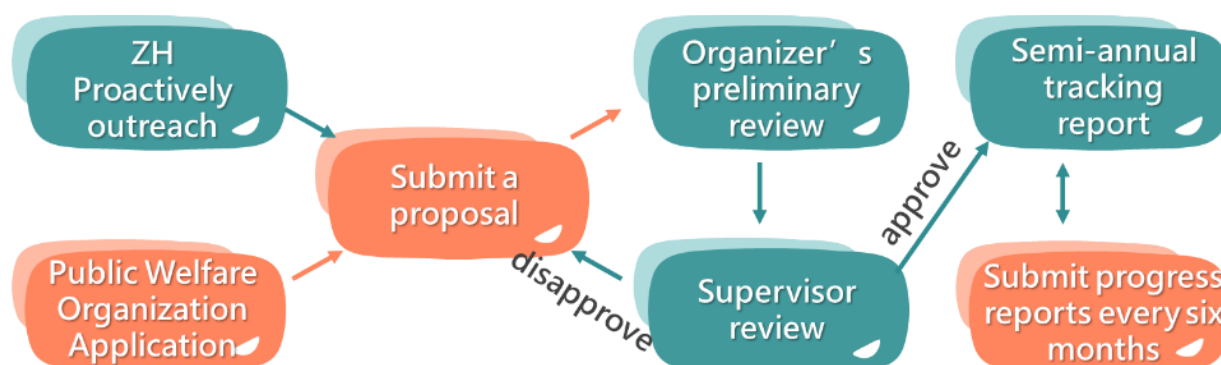 ZH
Proactively
outreach
Public Welfare
Organization
Application
Submit a
proposal
Organizer’s
preliminary
review
Supervisor
review
disapprove
approve
Semi-annual
tracking
report
Submit progress
reports every six
months